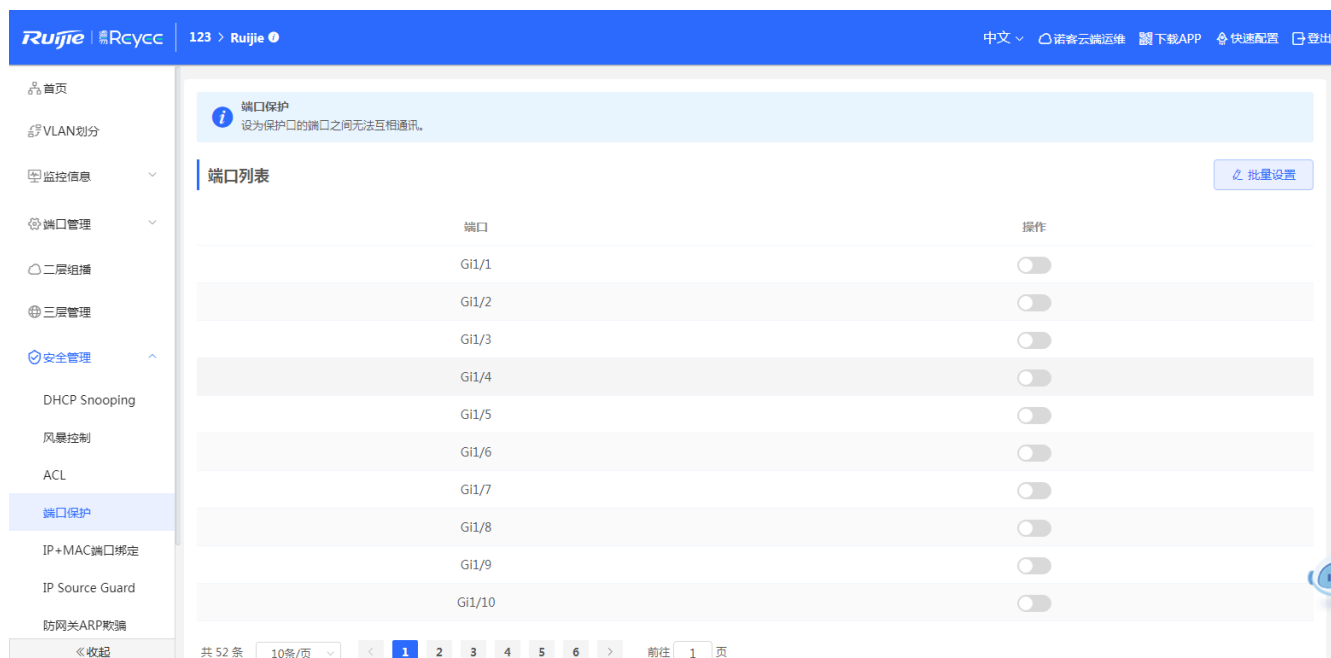 Ruijie | Rcycc 123 > Ruijie
中文 诺客云端运维 下载APP 快速配置 登出
首页
VLAN划分
监控信息
端口管理
二层组播
三层管理
安全管理
DHCP Snooping
风暴控制
ACL
端口保护
IP+MAC端口绑定
IP Source Guard
防网关ARP欺骗
《收起
端口保护
设为保护口的端口之间无法互相通讯。
端口列表
批量设置
端口 操作
Gi1/1
Gi1/2
Gi1/3
Gi1/4
Gi1/5
Gi1/6
Gi1/7
Gi1/8
Gi1/9
Gi1/10
共 52 条 10条/页 < 1 2 3 4 5 6 > 前往 1 页